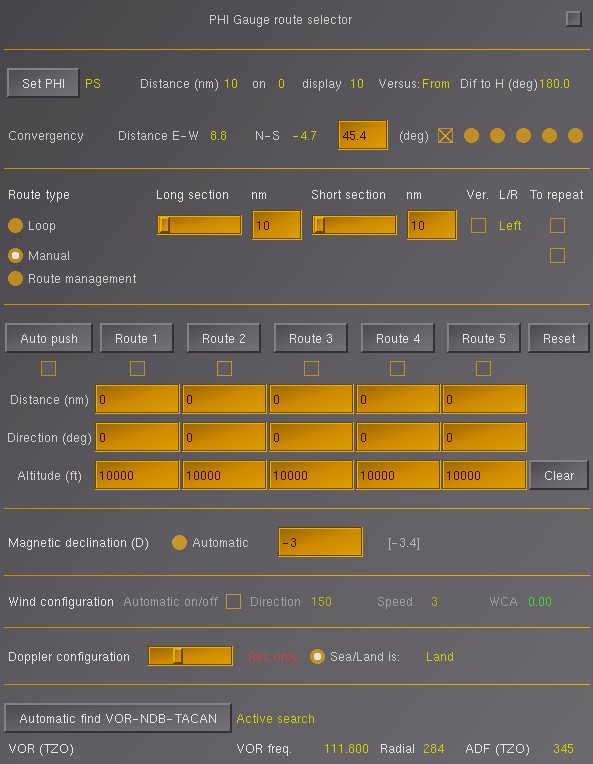 PHI Gauge route selector
Set PHI PS Distance (nm) 10 on 0 display 10 Versus: From Dif to H (deg) 180.0
Convergency Distance E-W 8.8 N-S -4.7 45.4 (deg)
Route type Long section nm Short section nm Ver. L/R To repeat
Loop 10 10 Left
Manual
Route management
Auto push Route 1 Route 2 Route 3 Route 4 Route 5 Reset
Distance (nm) 0 0 0 0 0
Direction (deg) 0 0 0 0 0
Altitude (ft) 10000 10000 10000 10000 10000 Clear
Magnetic declination (D) Automatic -3 [-3.4]
Wind configuration Automatic on/off Direction 150 Speed 3 WCA 0.00
Doppler configuration Rec only Sea/Land is: Land
Automatic find VOR-NDB-TACAN Active search
VOR (TZO) VOR freq. 111.800 Radial 284 ADF (TZO) 345